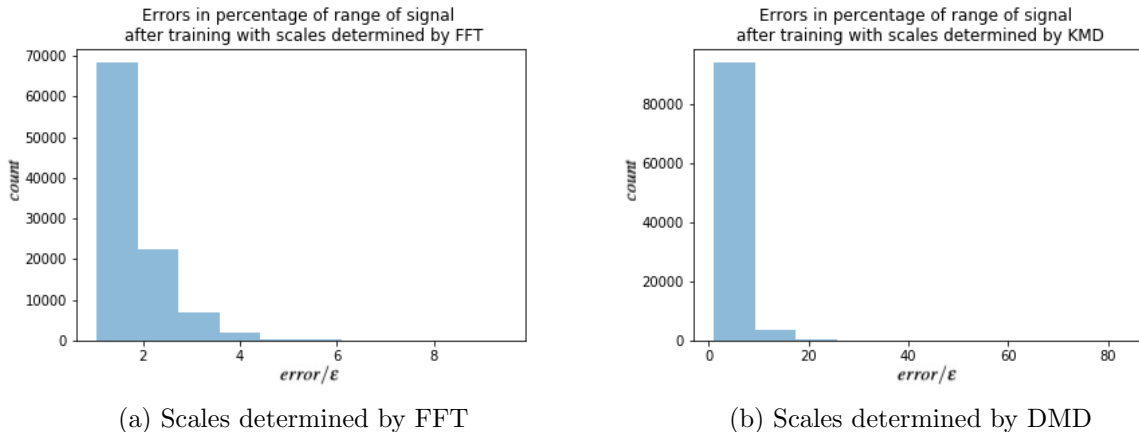 Errors in percentage of range of signal
after training with scales determined by FFT
70000
60000
50000
40000
30000
20000
10000
0
count
2
4
6
8
error/ε
(a) Scales determined by FFT
Errors in percentage of range of signal
after training with scales determined by KMD
80000
60000
40000
20000
0
count
0
20
40
60
80
error/ε
(b) Scales determined by DMD